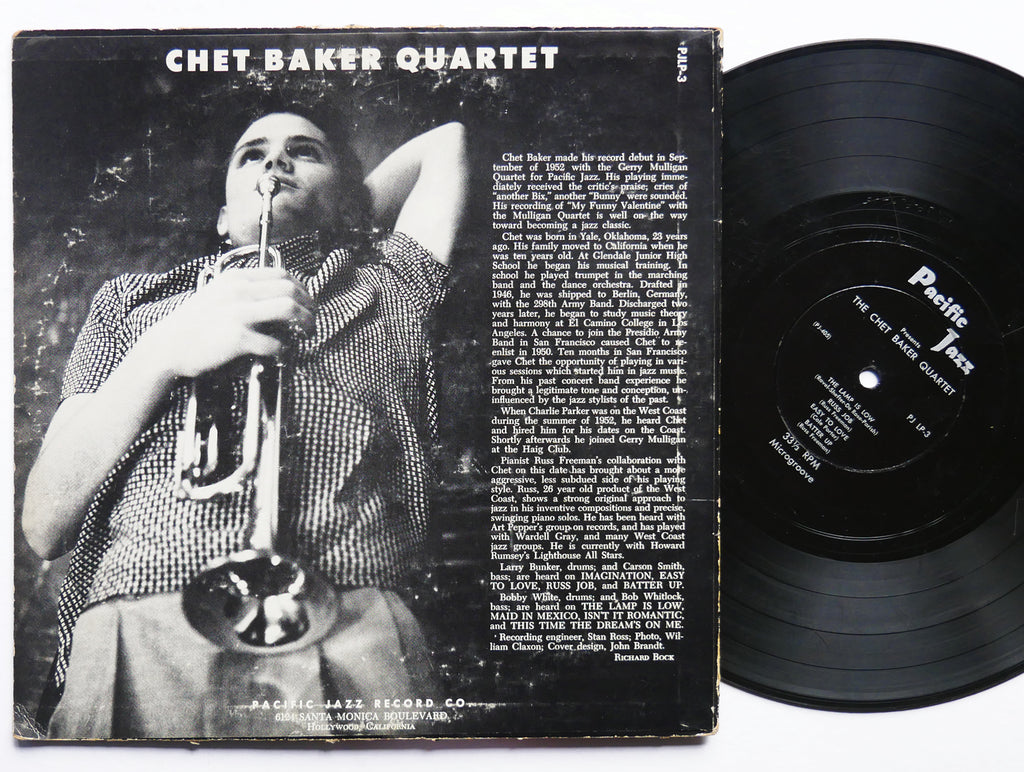 CHET BAKER QUARTET
PJLP-3
Chet Baker made his record debut in Sep-
tember of 1952 with the Gerry Mulligan
Quartet for Pacific Jazz. His playing imme-
diately received the critic's praise; cries of
"another Bix," another "Bunny" were sounded.
His recording of "My Funny Valentine" with
the Mulligan Quartet is well on the way
toward becoming a jazz classic.
Chet was born in Yale, Oklahoma, 23 years
ago. His family moved to California when he
was ten years old. At Glendale Junior High
School he began his musical training. In
school he played trumpet in the marching
band and the dance orchestra. Drafted in
1946, he was shipped to Berlin, Germany,
with the 298th Army Band. Discharged two
years later, he began to study music theory
and harmony at El Camino College in Los
Angeles. A chance to join the Presidio Army
Band in San Francisco caused Chet to re-
enlist in 1950. Ten months in San Francisco
gave Chet the opportunity of playing in vari-
ous sessions which started him in jazz music.
From his past concert band experience he
brought a legitimate tone and conception, un-
influenced by the jazz stylists of the past.
When Charlie Parker was on the West Coast
during the summer of 1952, he heard Chet
and hired him for his dates on the Coast.
Shortly afterwards he joined Gerry Mulligan
at the Haig Club.
Pianist Russ Freeman's collaboration with
Chet on this date has brought about a more
aggressive, less subdued side of his playing
style. Russ, 26 year old product of the West
Coast, shows a strong original approach to
jazz in his inventive compositions and precise,
swinging piano solos. He has been heard with
Art Pepper's group on records, and has played
with Wardell Gray, and many West Coast
jazz groups. He is currently with Howard
Rumsey's Lighthouse All Stars.
Larry Bunker, drums; and Carson Smith,
bass; are heard on IMAGINATION, EASY
TO LOVE, RUSS JOB, and BATTER UP.
Bobby White, drums; and Bob Whitlock,
bass; are heard on THE LAMP IS LOW,
MAID IN MEXICO, ISN'T IT ROMANTIC,
and THIS TIME THE DREAM'S ON ME.
Recording engineer, Stan Ross; Photo, Wil-
liam Claxon; Cover design, John Brandt.
RICHARD BOCK
PACIFIC JAZZ RECORD CO.
6124 SANTA MONICA BOULEVARD
HOLLYWOOD, CALIFORNIA
Pacific Jazz
Presents
THE CHET BAKER QUARTET
PJ LP-3
THE LAMP IS LOW
RUSS JOB
(Russ Freeman)
EASY TO LOVE
(Cole Porter)
BATTER UP
(Russ Freeman)
33⅓ RPM
Microgroove